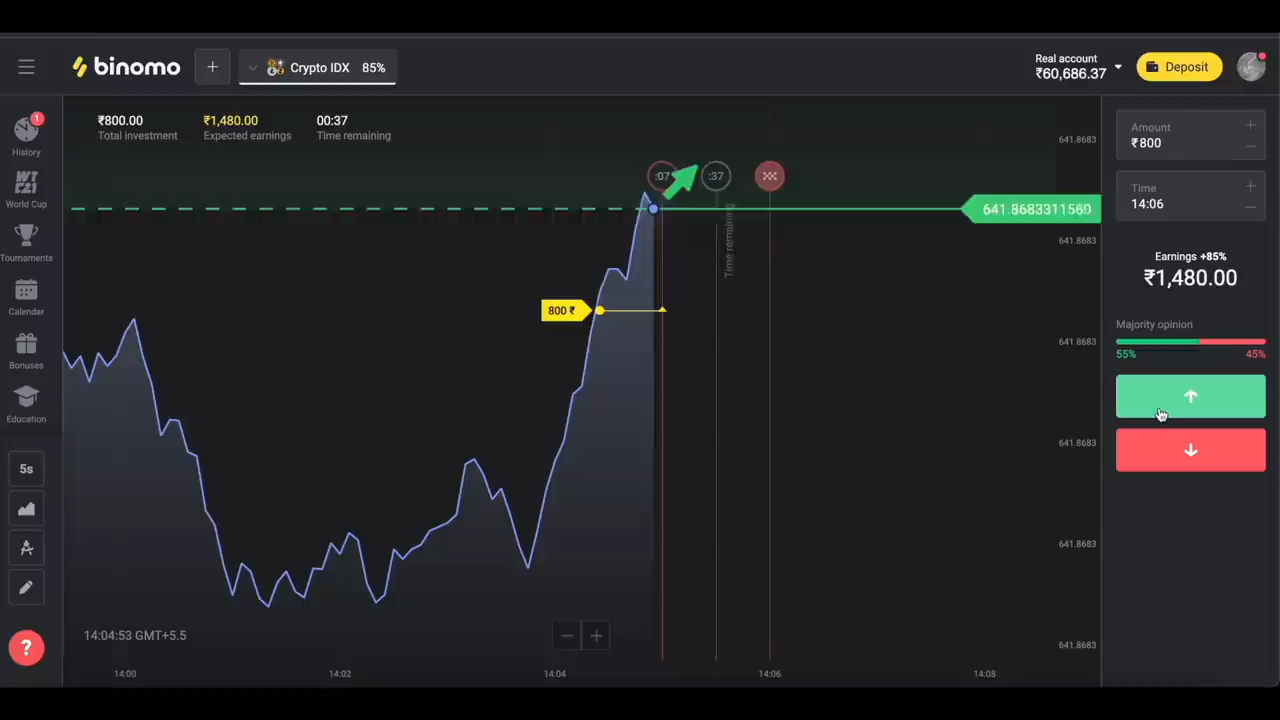 binomo
+
Crypto IDX 85%
Real account
₹60,686.37
Deposit
1
History
WT
C21
World Cup
Tournaments
Calendar
Bonuses
Education
5s
?
₹800.00
Total investment
₹1,480.00
Expected earnings
00:37
Time remaining
:07
:37
Time remaining
800 ₹
641.8683
641.8683
641.8683
641.8683
641.8683
641.8683
14:04:53 GMT+5.5
− +
14:00 14:02 14:04 14:06 14:08
Amount
₹800
+
−
Time
14:06
+
−
Earnings +85%
₹1,480.00
Majority opinion
55% 45%